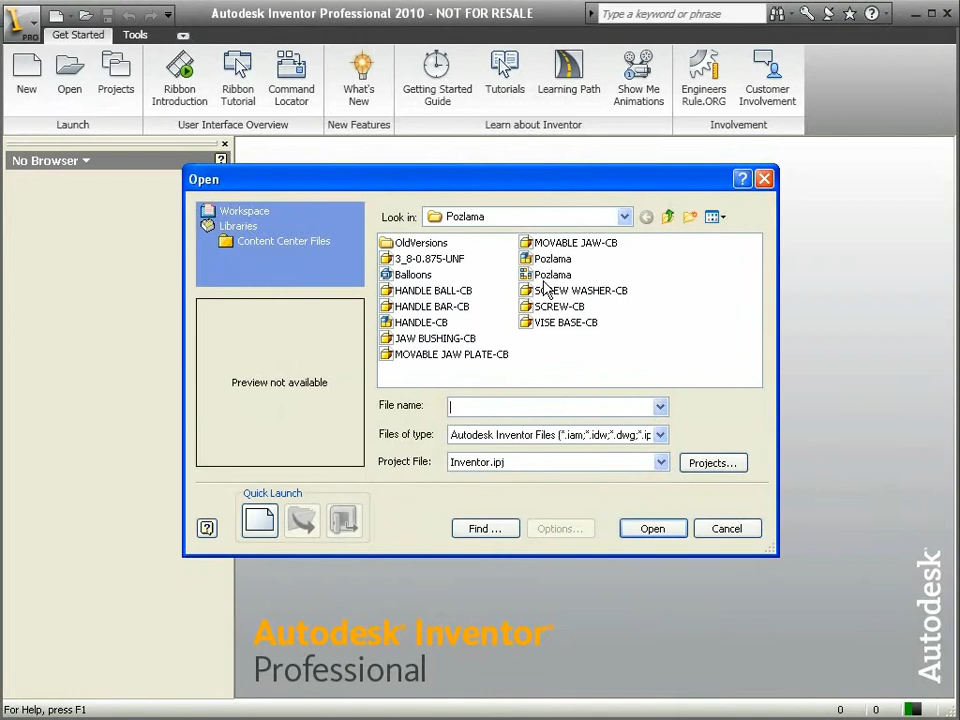 Autodesk Inventor Professional 2010 - NOT FOR RESALE
Type a keyword or phrase
PRO
Get Started Tools
New Open Projects
Ribbon Introduction
Ribbon Tutorial
Command Locator
What's New
Getting Started Guide
Tutorials
Learning Path
Show Me Animations
Engineers Rule.ORG
Customer Involvement
Launch
User Interface Overview
New Features
Learn about Inventor
Involvement
No Browser
Open
Workspace
Libraries
Content Center Files
Look in: Pozlama
OldVersions
3_8-0.875-UNF
Balloons
HANDLE BALL-CB
HANDLE BAR-CB
HANDLE-CB
JAW BUSHING-CB
MOVABLE JAW PLATE-CB
MOVABLE JAW-CB
Pozlama
Pozlama
SCREW WASHER-CB
SCREW-CB
VISE BASE-CB
Preview not available
File name:
Files of type: Autodesk Inventor Files (*.iam;*.idw;*.dwg;*.ip
Project File: Inventor.ipj
Projects...
Quick Launch
Find ... Options... Open Cancel
Autodesk Inventor
Professional
Autodesk
For Help, press F1
0 0